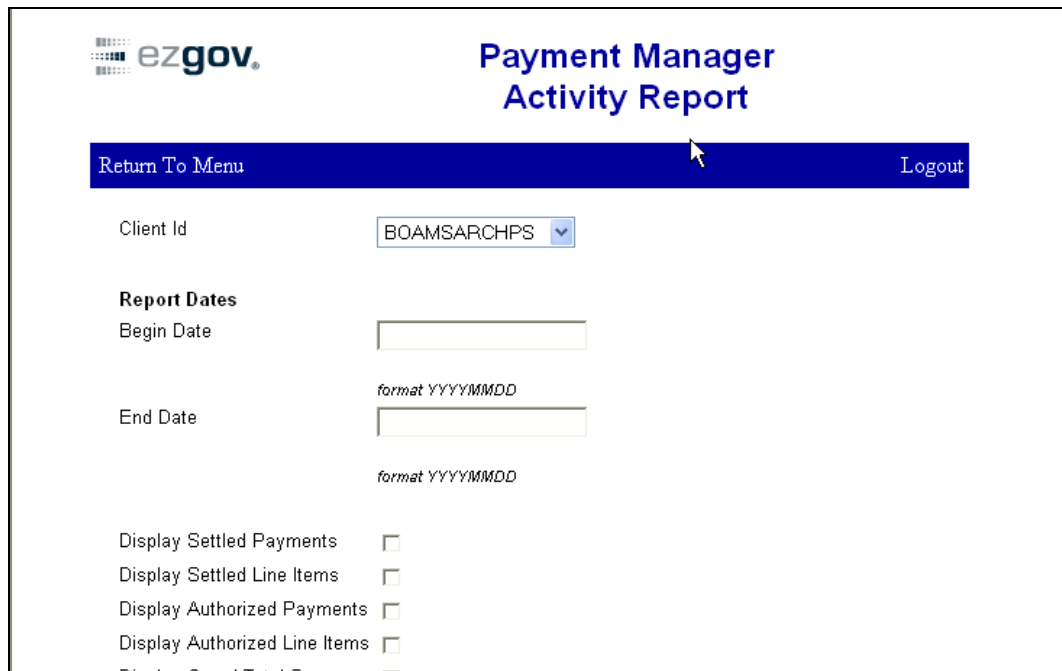 ezgov®
Payment Manager
Activity Report
Return To Menu Logout
Client Id BOAMSARCHPS
Report Dates
Begin Date
format YYYYMMDD
End Date
format YYYYMMDD
Display Settled Payments
Display Settled Line Items
Display Authorized Payments
Display Authorized Line Items